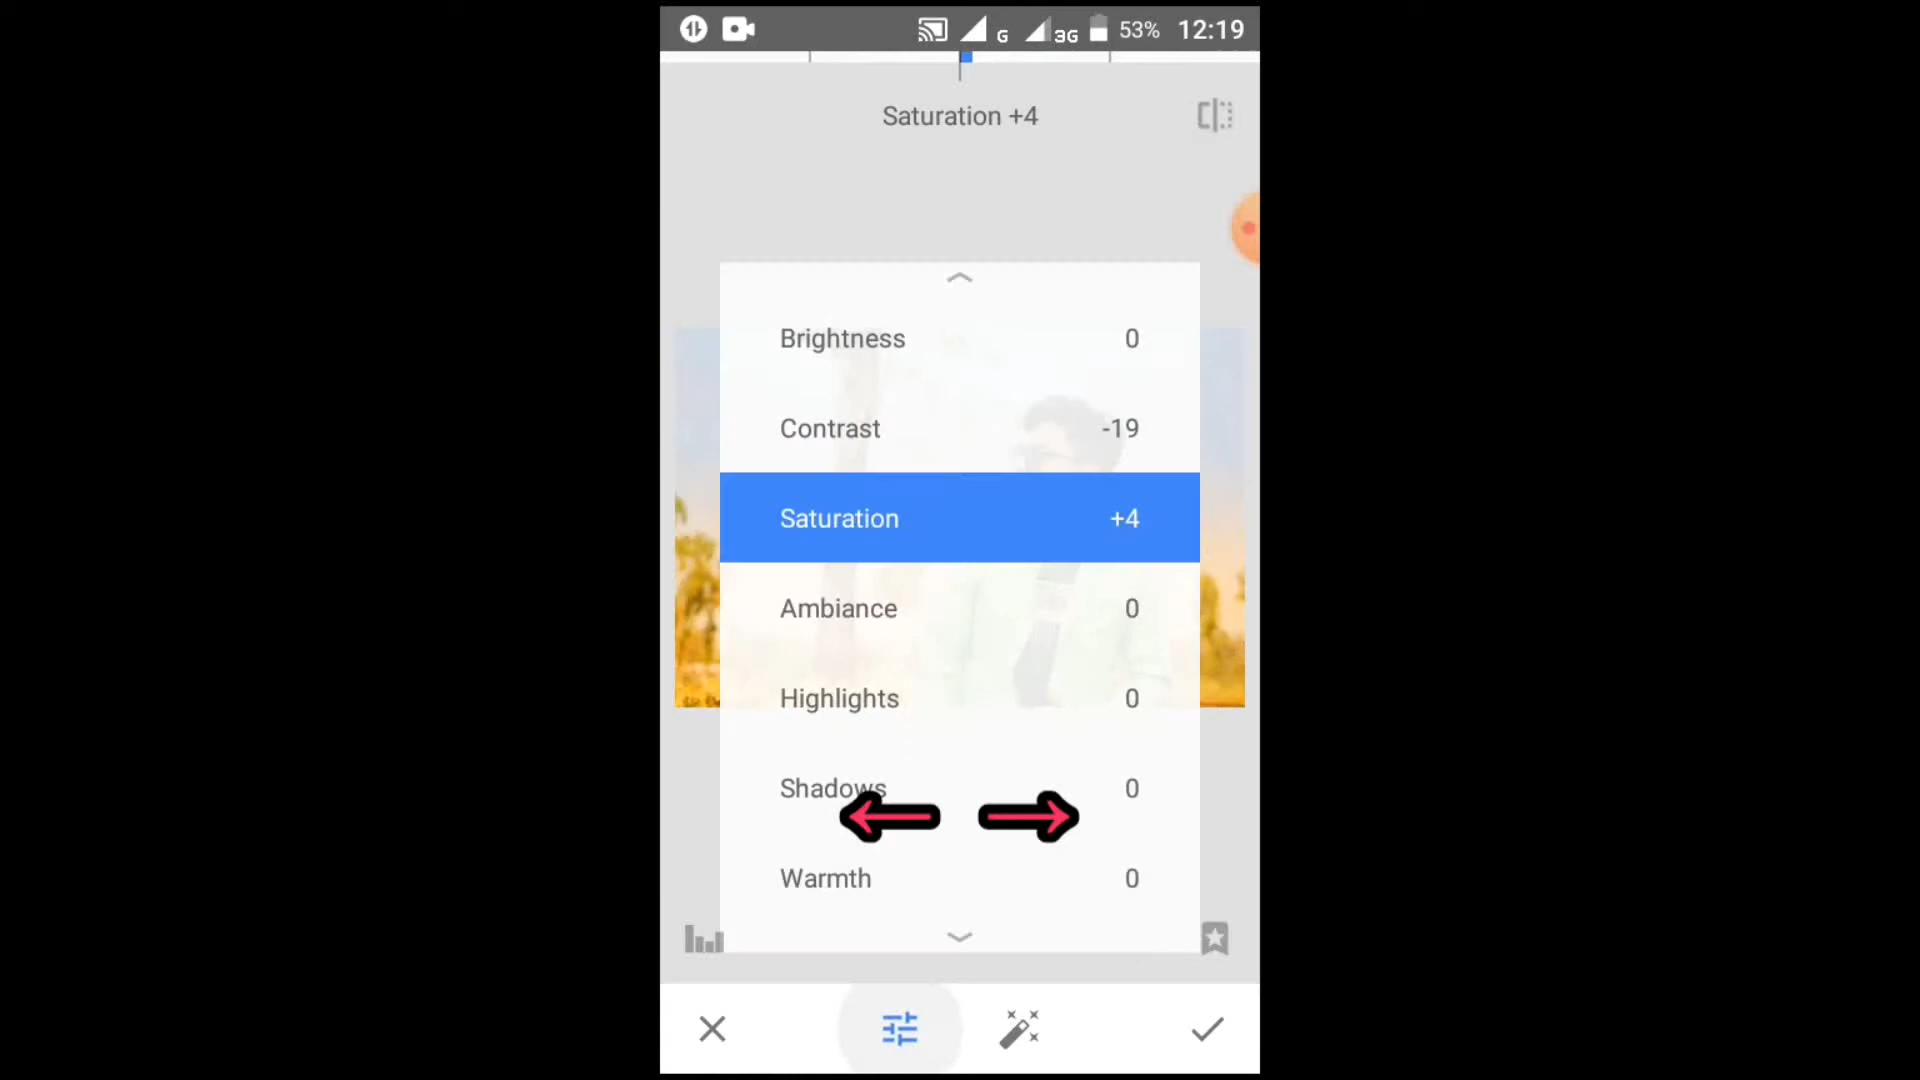 G 3G 53% 12:19
Saturation +4
Brightness 0
Contrast -19
Saturation +4
Ambiance 0
Highlights 0
Shadows 0
Warmth 0